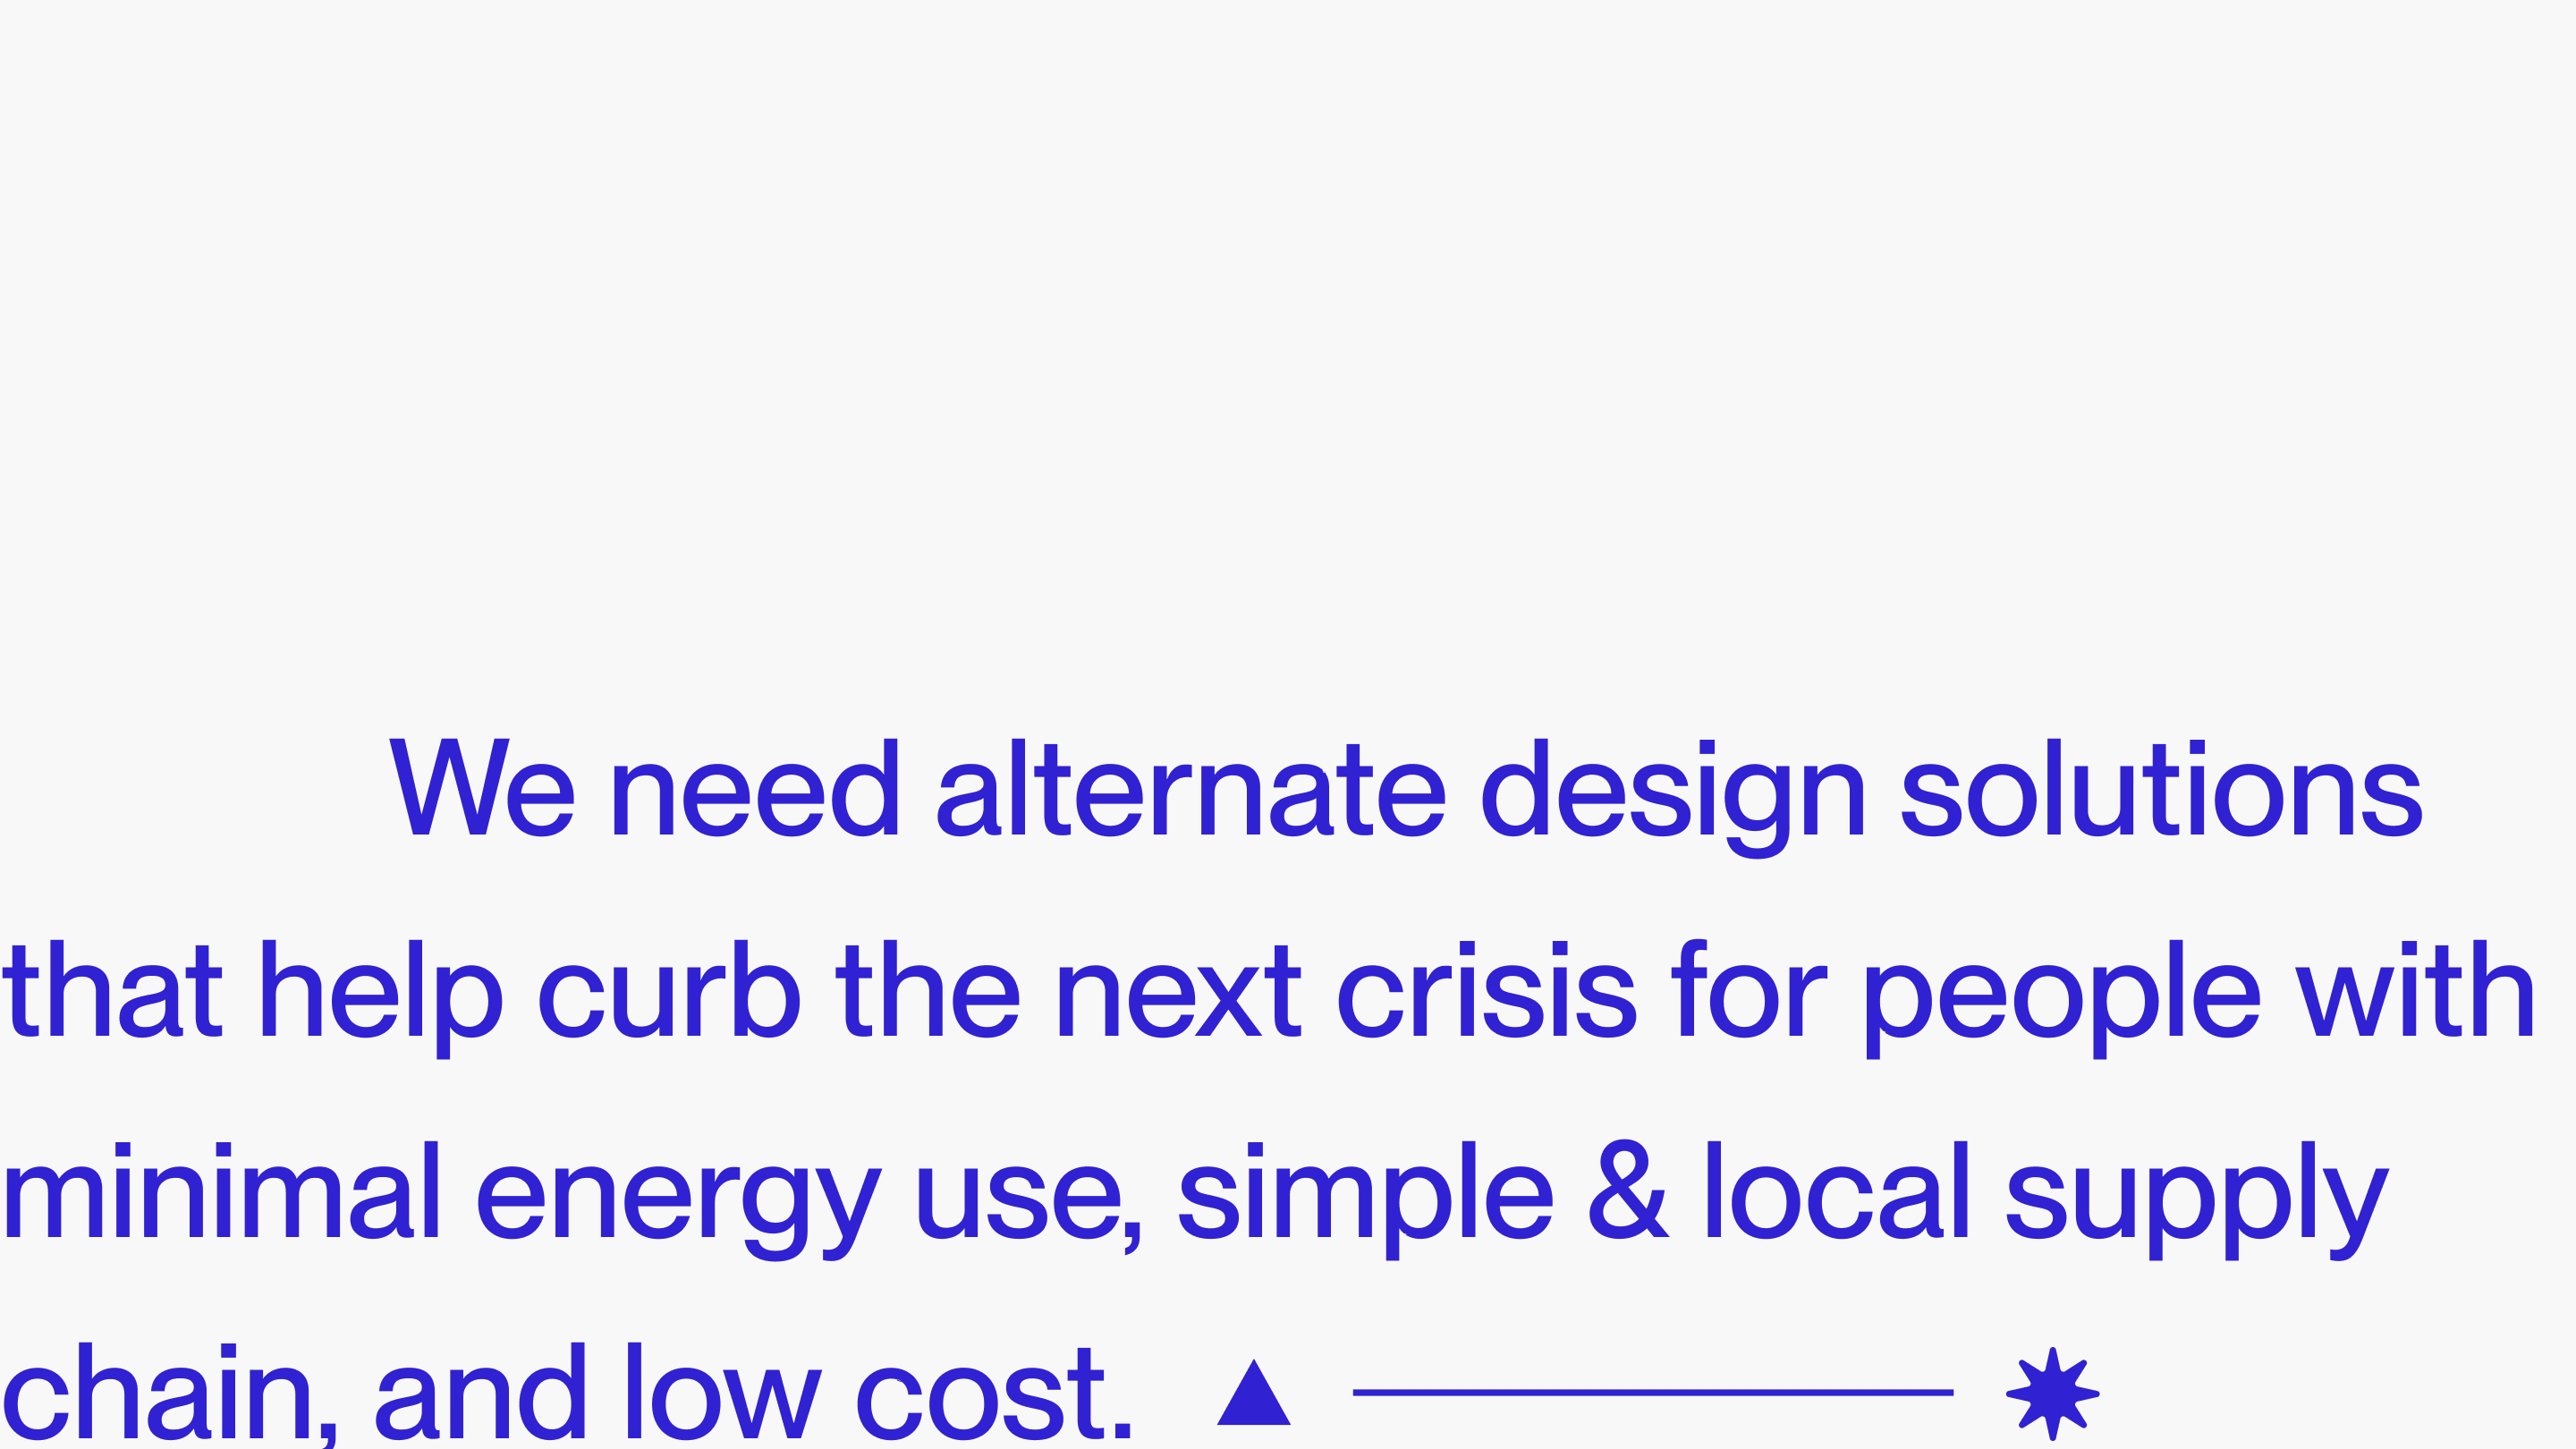 We need alternate design solutions
that help curb the next crisis for people with
minimal energy use, simple & local supply
chain, and low cost.